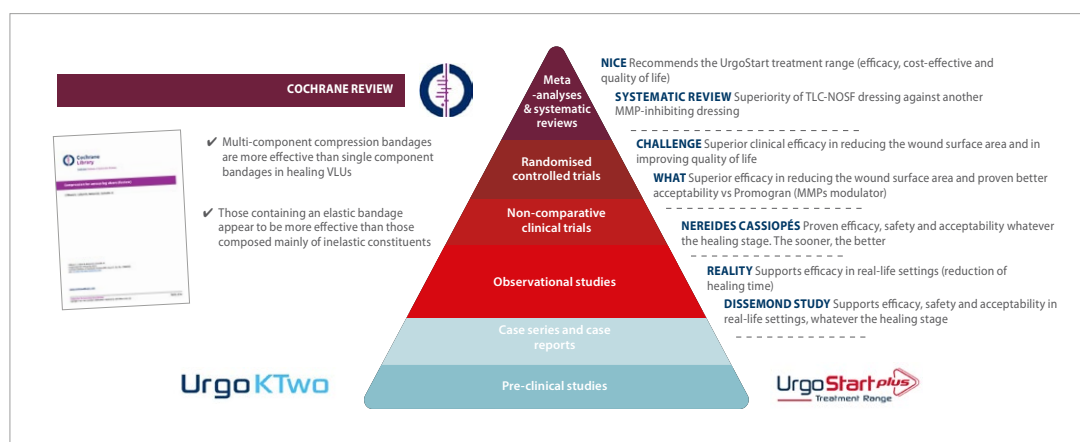 COCHRANE REVIEW
Cochrane
Library
✔ Multi-component compression bandages
are more effective than single component
bandages in healing VLUs
✔ Those containing an elastic bandage
appear to be more effective than those
composed mainly of inelastic constituents
UrgoKTwo
Meta
-analyses
& systematic
reviews
Randomised
controlled trials
Non-comparative
clinical trials
Observational studies
Case series and case
reports
Pre-clinical studies
NICE Recommends the UrgoStart treatment range (efficacy, cost-effective and
quality of life)
SYSTEMATIC REVIEW Superiority of TLC-NOSF dressing against another
MMP-inhibiting dressing
CHALLENGE Superior clinical efficacy in reducing the wound surface area and in
improving quality of life
WHAT Superior efficacy in reducing the wound surface area and proven better
acceptability vs Promogran (MMPs modulator)
NEREIDES CASSIOPÉS Proven efficacy, safety and acceptability whatever
the healing stage. The sooner, the better
REALITY Supports efficacy in real-life settings (reduction of
healing time)
DISSEMOND STUDY Supports efficacy, safety and acceptability in
real-life settings, whatever the healing stage
UrgoStart plus
Treatment Range